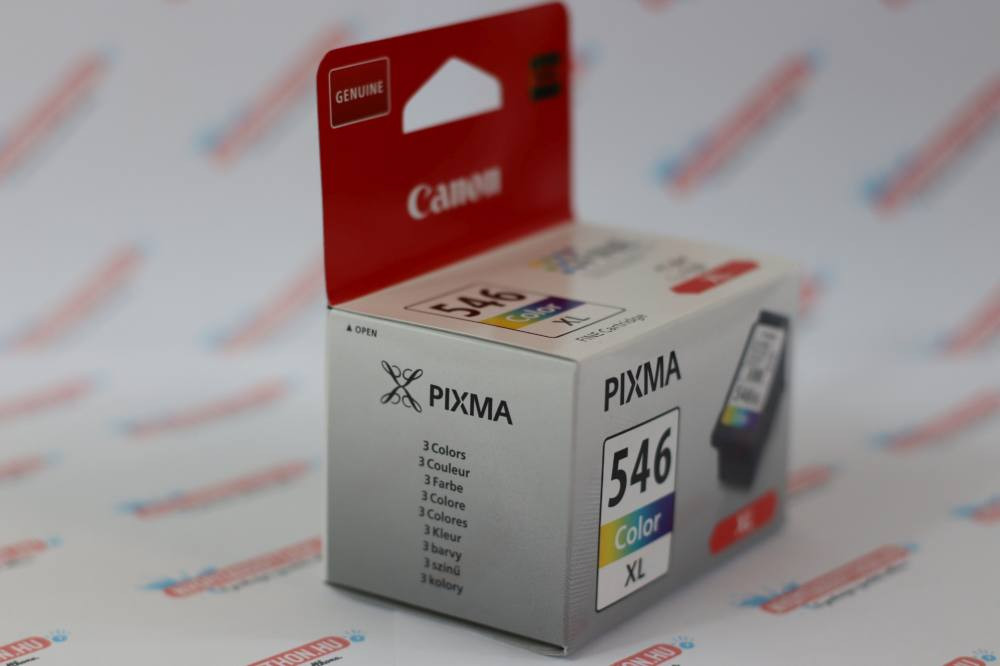 GENUINE
Canon
546
Color
XL
FINE Cartridge
XL
▲ OPEN
PIXMA
3 Colors
3 Couleur
3 Farbe
3 Colore
3 Colores
3 Kleur
3 barvy
3 színű
3 kolory
PIXMA
546
Color
XL
XL